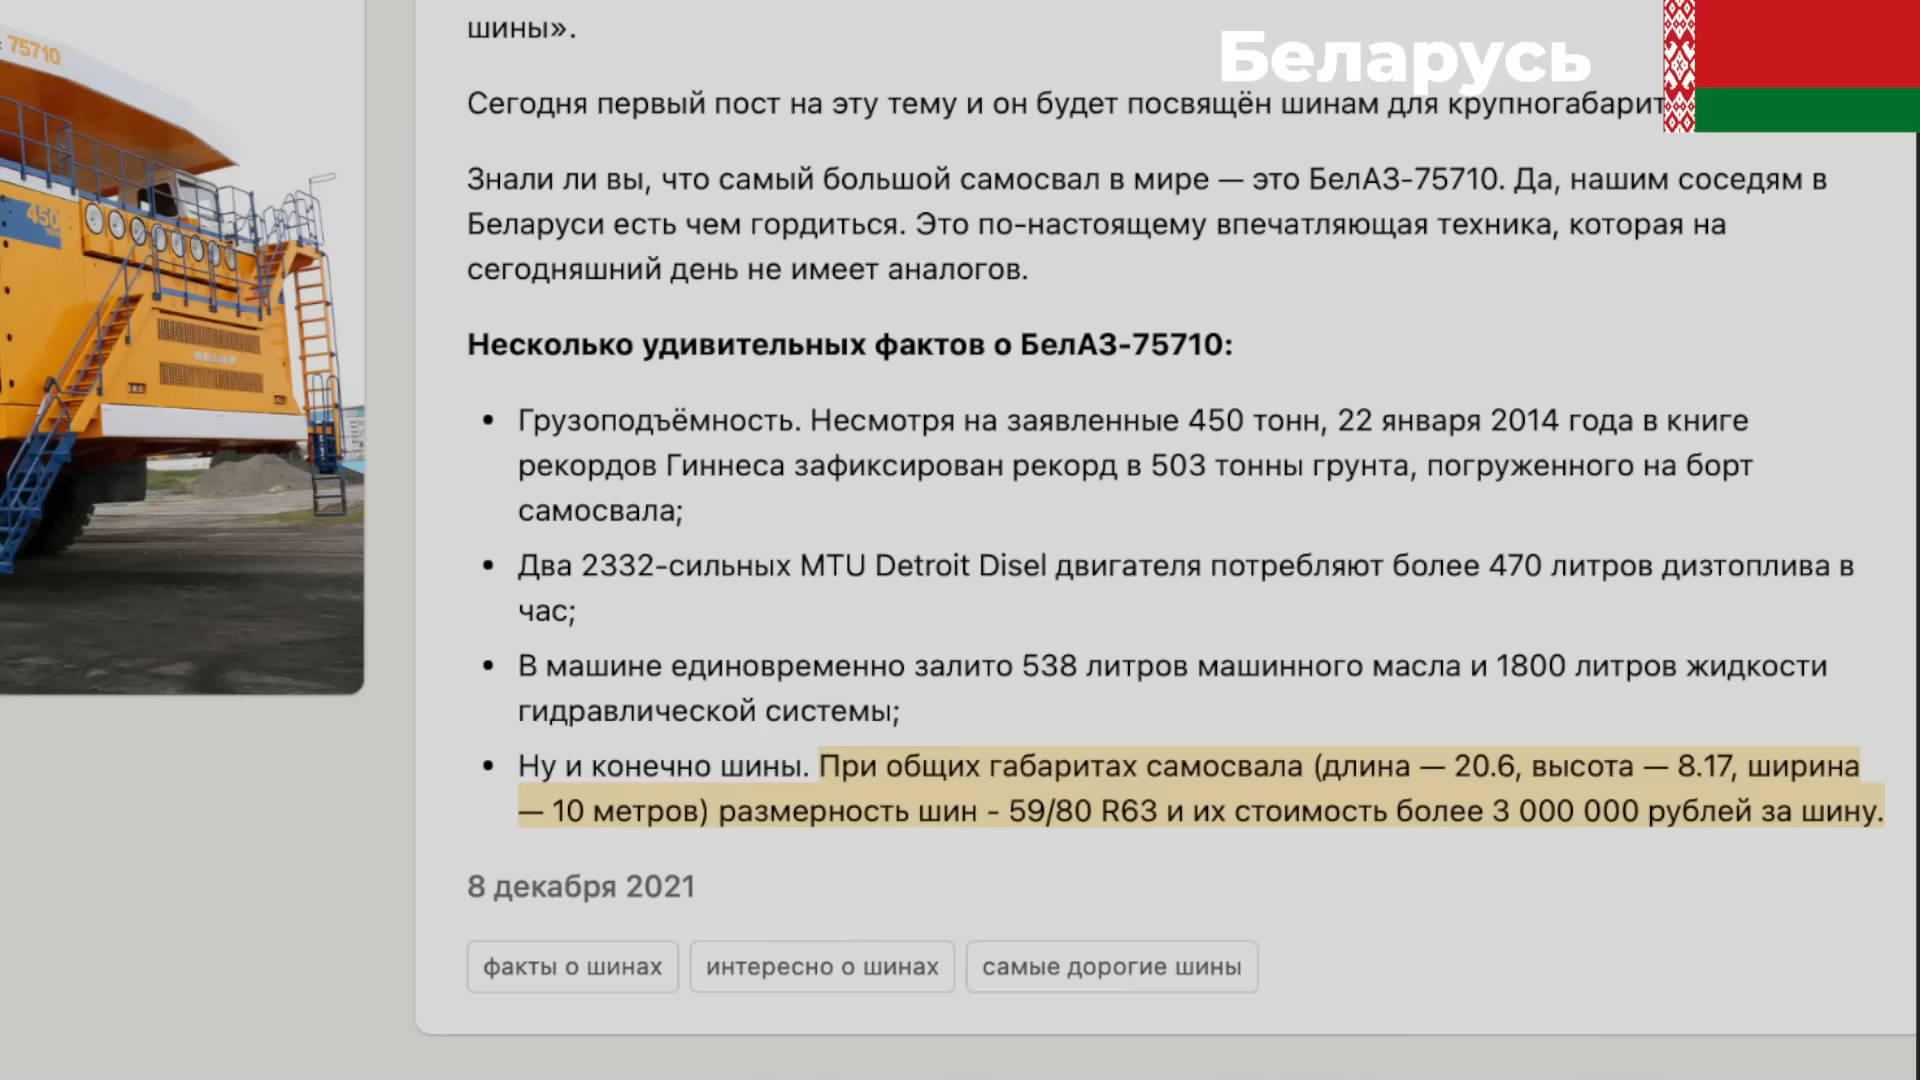 шины».
Беларусь
Сегодня первый пост на эту тему и он будет посвящён шинам для крупногабарит
75710
Знали ли вы, что самый большой самосвал в мире — это БелАЗ-75710. Да, нашим соседям в
Беларуси есть чем гордиться. Это по-настоящему впечатляющая техника, которая на
сегодняшний день не имеет аналогов.
450
Несколько удивительных фактов о БелАЗ-75710:
• Грузоподъёмность. Несмотря на заявленные 450 тонн, 22 января 2014 года в книге
рекордов Гиннеса зафиксирован рекорд в 503 тонны грунта, погруженного на борт
самосвала;
• Два 2332-сильных MTU Detroit Disel двигателя потребляют более 470 литров дизтоплива в
час;
• В машине единовременно залито 538 литров машинного масла и 1800 литров жидкости
гидравлической системы;
• Ну и конечно шины. При общих габаритах самосвала (длина — 20.6, высота — 8.17, ширина
— 10 метров) размерность шин - 59/80 R63 и их стоимость более 3 000 000 рублей за шину.
8 декабря 2021
факты о шинах интересно о шинах самые дорогие шины